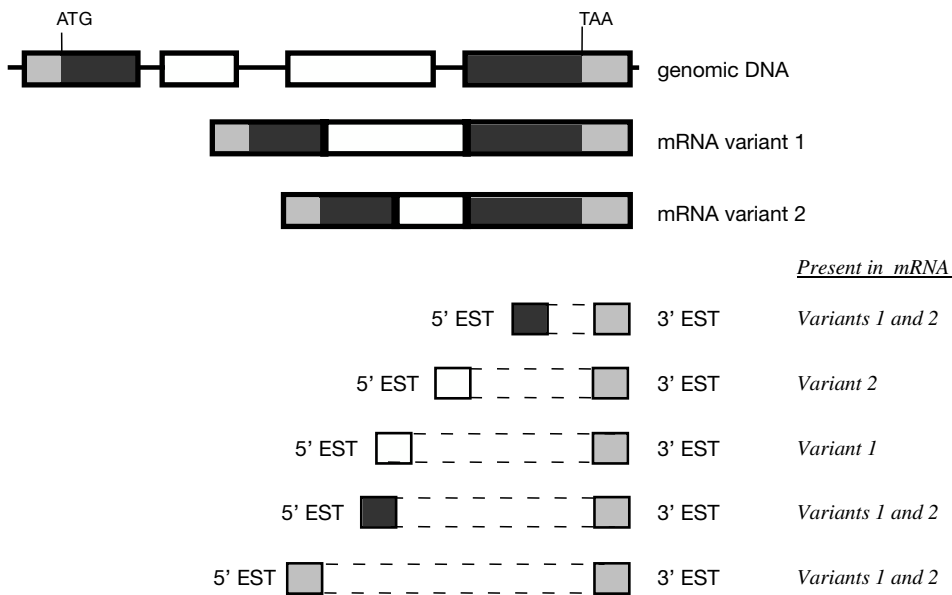 ATG TAA
genomic DNA
mRNA variant 1
mRNA variant 2
Present in mRNA
5’ EST 3’ EST Variants 1 and 2
5’ EST 3’ EST Variant 2
5’ EST 3’ EST Variant 1
5’ EST 3’ EST Variants 1 and 2
5’ EST 3’ EST Variants 1 and 2